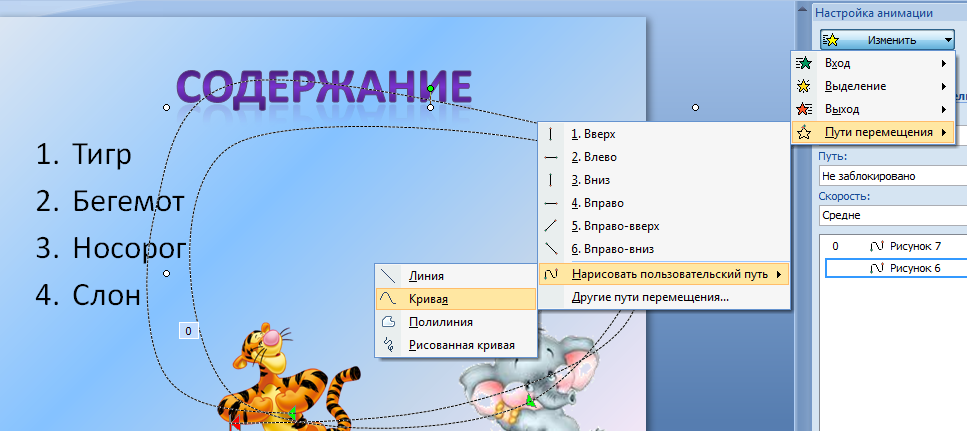 СОДЕРЖАНИЕ
1. Тигр
2. Бегемот
3. Носорог
4. Слон
0
1. Вверх
2. Влево
3. Вниз
4. Вправо
5. Вправо-вверх
6. Вправо-вниз
Нарисовать пользовательский путь
Другие пути перемещения...
Линия
Кривая
Полилиния
Рисованная кривая
Настройка анимации
Изменить
Вход
Выделение
Выход
Пути перемещения
Путь:
Не заблокировано
Скорость:
Средне
0 Рисунок 7
Рисунок 6